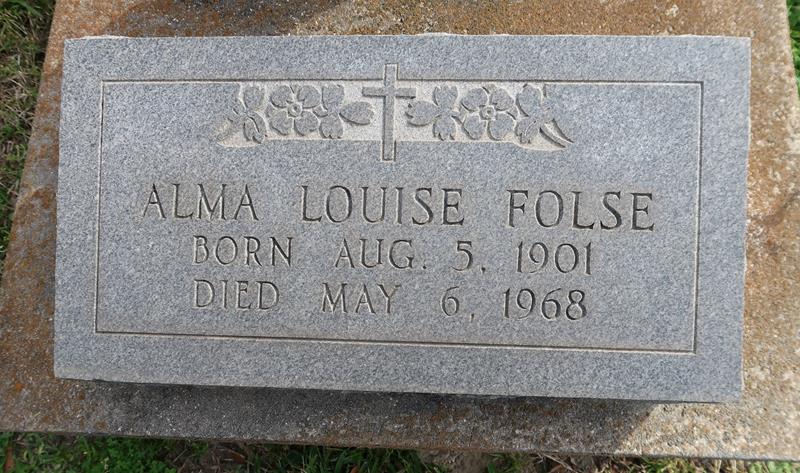 ALMA LOUISE FOLSE
BORN AUG. 5, 1901
DIED MAY 6, 1968